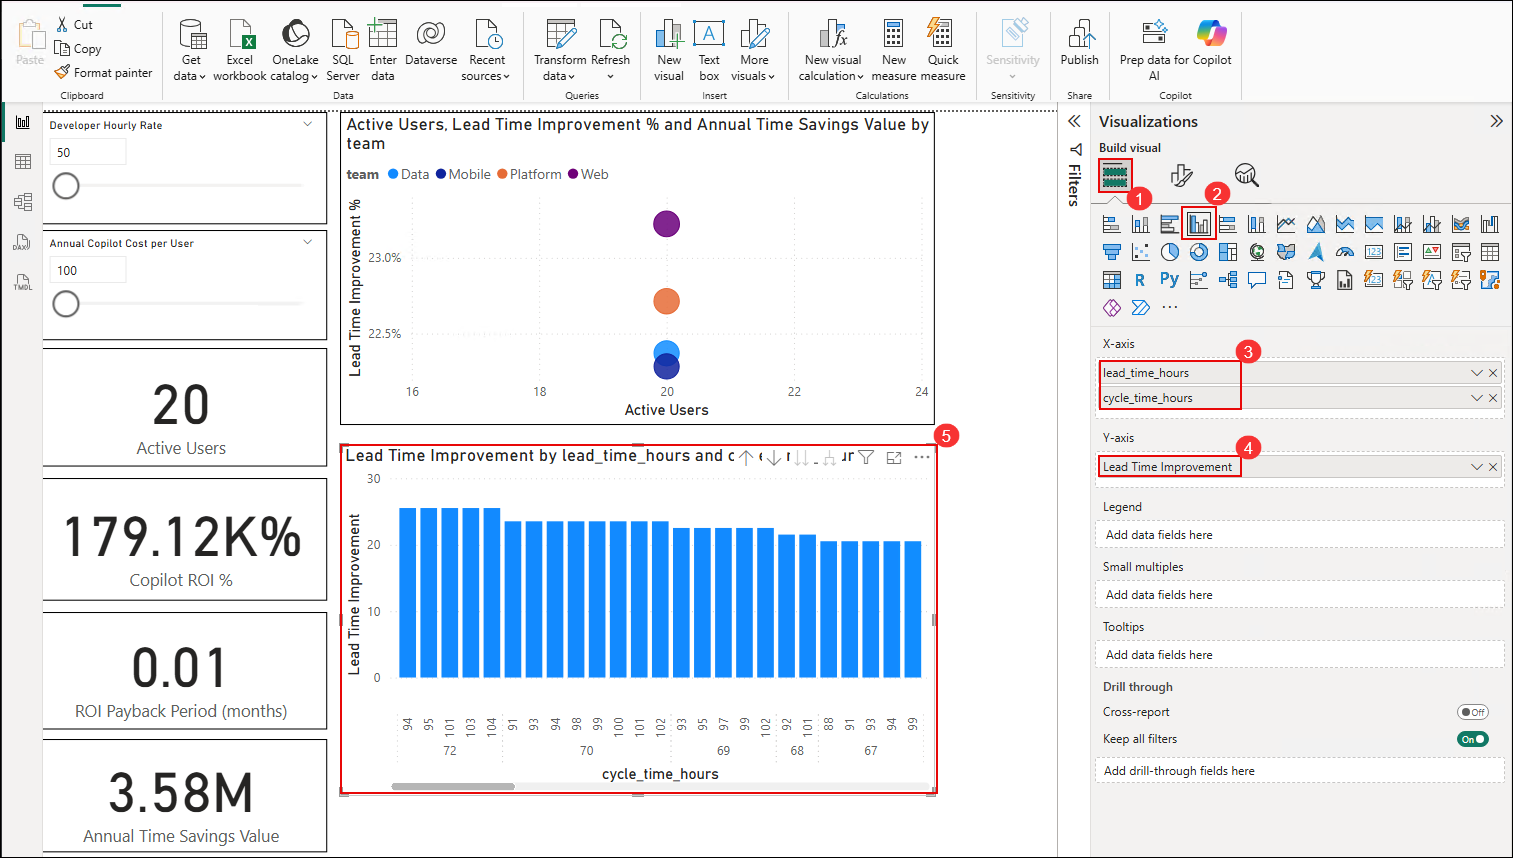 Paste
Cut
Copy
Format painter
Clipboard
Get data
Excel workbook
OneLake catalog
SQL Server
Enter data
Dataverse
Recent sources
Data
Transform data
Refresh
Queries
New visual
Text box
More visuals
Insert
New visual calculation
New measure
Quick measure
Calculations
Sensitivity
Sensitivity
Publish
Share
Prep data for AI
Copilot
Copilot
DAX
TMDL
Developer Hourly Rate
50
Annual Copilot Cost per User
100
20
Active Users
179.12K%
Copilot ROI %
0.01
ROI Payback Period (months)
3.58M
Annual Time Savings Value
Active Users, Lead Time Improvement % and Annual Time Savings Value by
team
team Data Mobile Platform Web
Lead Time Improvement %
23.0%
22.5%
16 18 20 22 24
Active Users
5
Lead Time Improvement by lead_time_hours and c
Lead Time Improvement
30
20
10
0
94 95 101 103 104 91 93 94 98 99 100 101 102 93 95 97 99 102 92 101 88 91 93 94 99
72 70 69 68 67
cycle_time_hours
Filters
Visualizations
Build visual
1
2
R
Py
123
X-axis
3
lead_time_hours
cycle_time_hours
Y-axis
4
Lead Time Improvement
Legend
Add data fields here
Small multiples
Add data fields here
Tooltips
Add data fields here
Drill through
Cross-report
Off
Keep all filters
On
Add drill-through fields here